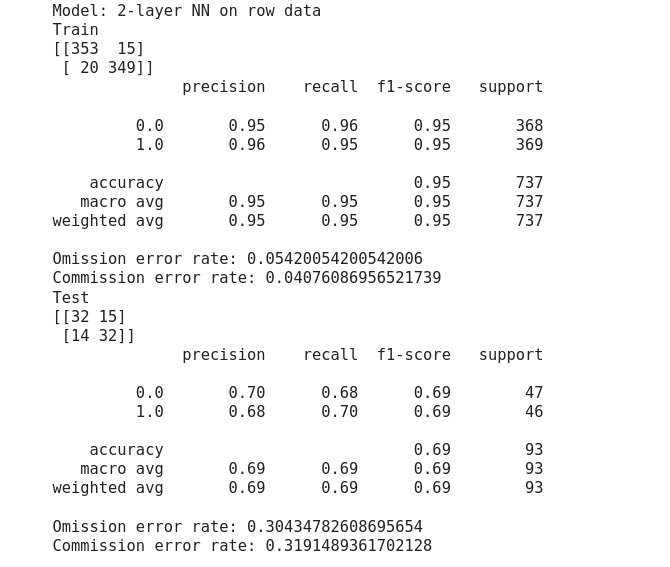 Model: 2-layer NN on row data
Train
[[353  15]
 [ 20 349]]
              precision    recall  f1-score   support

         0.0       0.95      0.96      0.95       368
         1.0       0.96      0.95      0.95       369

    accuracy                           0.95       737
   macro avg       0.95      0.95      0.95       737
weighted avg       0.95      0.95      0.95       737

Omission error rate: 0.05420054200542006
Commission error rate: 0.04076086956521739
Test
[[32 15]
 [14 32]]
              precision    recall  f1-score   support

         0.0       0.70      0.68      0.69        47
         1.0       0.68      0.70      0.69        46

    accuracy                           0.69        93
   macro avg       0.69      0.69      0.69        93
weighted avg       0.69      0.69      0.69        93

Omission error rate: 0.30434782608695654
Commission error rate: 0.3191489361702128